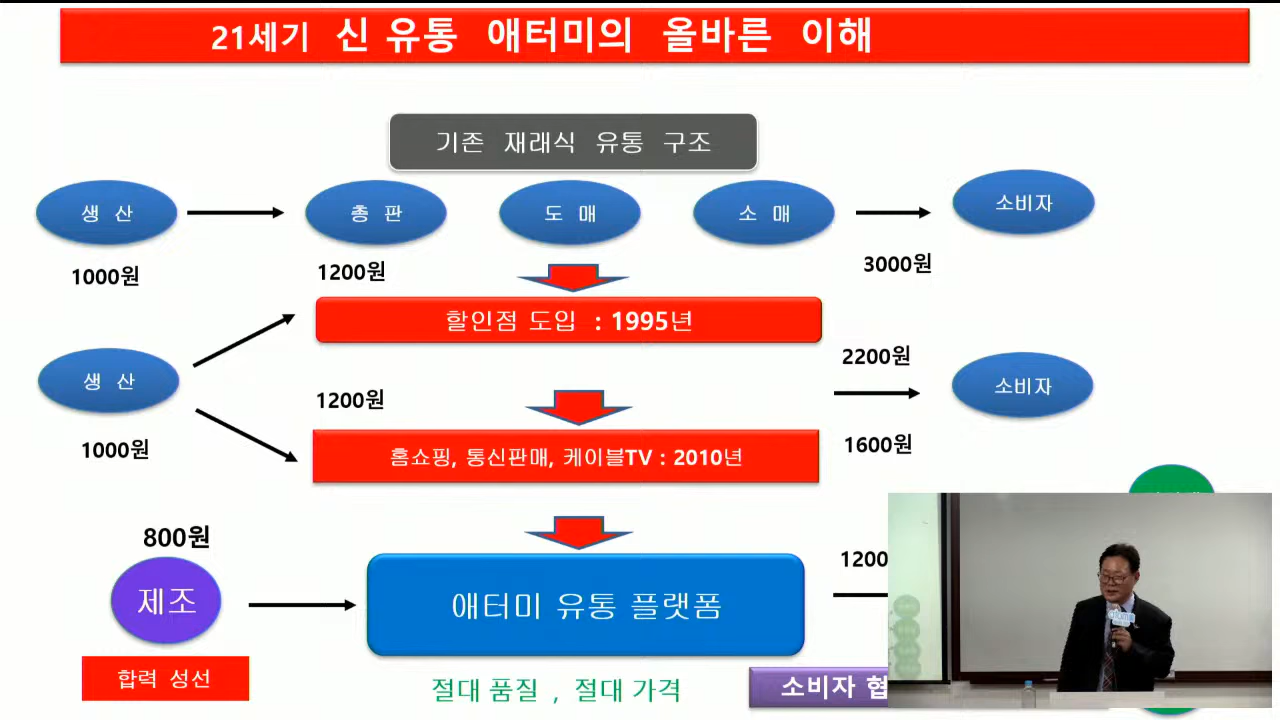 21세기 신 유통 애터미의 올바른 이해
기존 재래식 유통 구조
생 산
총 판
도 매
소 매
소비자
1000원
1200원
3000원
할인점 도입 : 1995년
생 산
2200원
소비자
1200원
1000원
1600원
홈쇼핑, 통신판매, 케이블TV : 2010년
800원
제조
애터미 유통 플랫폼
1200
합력 성선
절대 품질 , 절대 가격
소비자 협